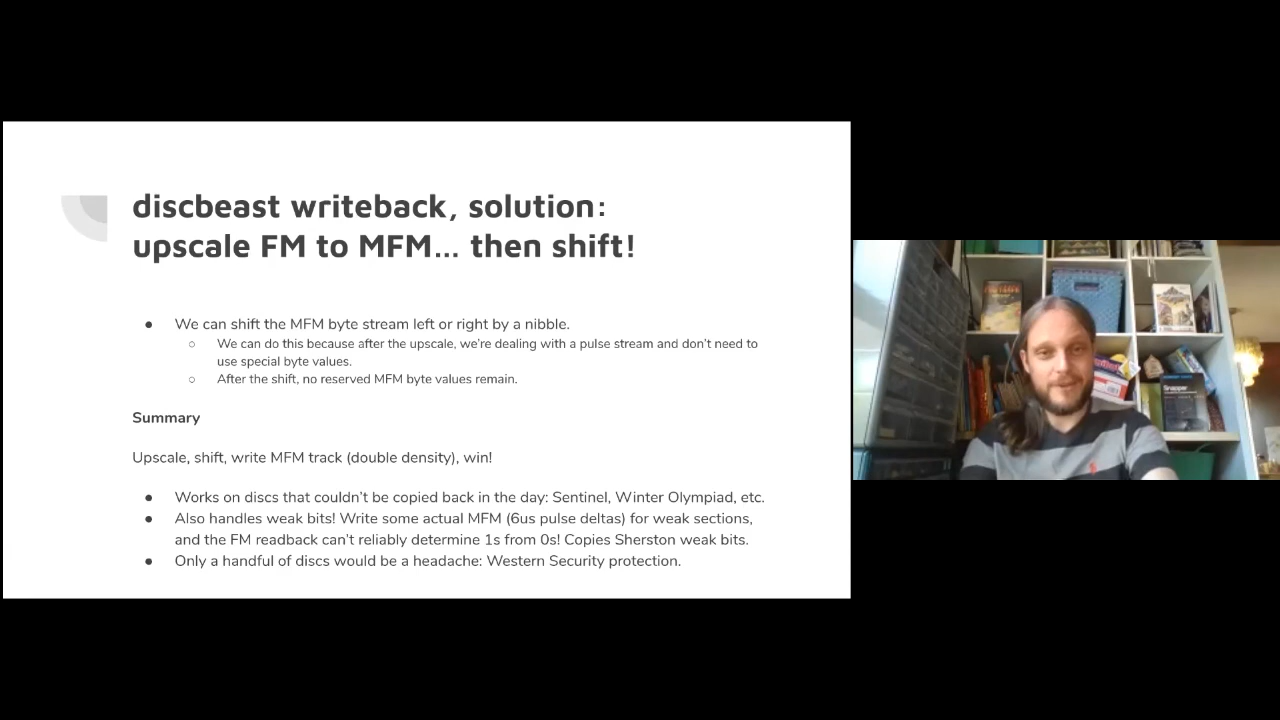 discbeast writeback, solution:
upscale FM to MFM... then shift!
● We can shift the MFM byte stream left or right by a nibble.
○ We can do this because after the upscale, we're dealing with a pulse stream and don't need to
use special byte values.
○ After the shift, no reserved MFM byte values remain.
Summary
Upscale, shift, write MFM track (double density), win!
● Works on discs that couldn't be copied back in the day: Sentinel, Winter Olympiad, etc.
● Also handles weak bits! Write some actual MFM (6us pulse deltas) for weak sections,
and the FM readback can't reliably determine 1s from 0s! Copies Sherston weak bits.
● Only a handful of discs would be a headache: Western Security protection.
Snapper